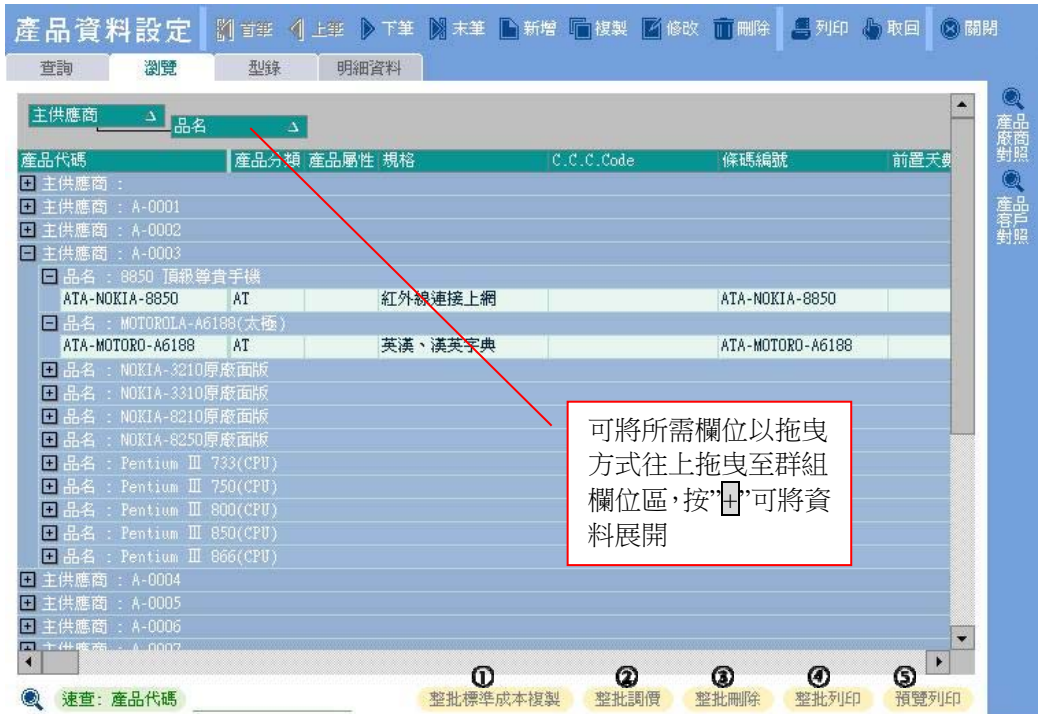 產品資料設定 首筆 上筆 下筆 末筆 新增 複製 修改 刪除 列印 取回 關閉
查詢 瀏覽 型錄 明細資料
主供應商
品名
產品代碼 產品分類 產品屬性 規格 C.C.C.Code 條碼編號 前置天數
主供應商 :
主供應商 : A-0001
主供應商 : A-0002
主供應商 : A-0003
品名 : 8850 頂級尊貴手機
ATA-NOKIA-8850 AT 紅外線連接上網 ATA-NOKIA-8850
品名 : MOTOROLA-A6188(太極)
ATA-MOTORO-A6188 AT 英漢、漢英字典 ATA-MOTORO-A6188
品名 : NOKIA-3210原廠面版
品名 : NOKIA-3310原廠面版
品名 : NOKIA-8210原廠面版
品名 : NOKIA-8250原廠面版
品名 : Pentium Ⅲ 733(CPU)
品名 : Pentium Ⅲ 750(CPU)
品名 : Pentium Ⅲ 800(CPU)
品名 : Pentium Ⅲ 850(CPU)
品名 : Pentium Ⅲ 866(CPU)
主供應商 : A-0004
主供應商 : A-0005
主供應商 : A-0006
主供應商 : A-0007
可將所需欄位以拖曳
方式往上拖曳至群組
欄位區，按”+”可將資
料展開
產品廠商對照
產品客戶對照
① ② ③ ④ ⑤
速查: 產品代碼 整批標準成本複製 整批調價 整批刪除 整批列印 預覽列印